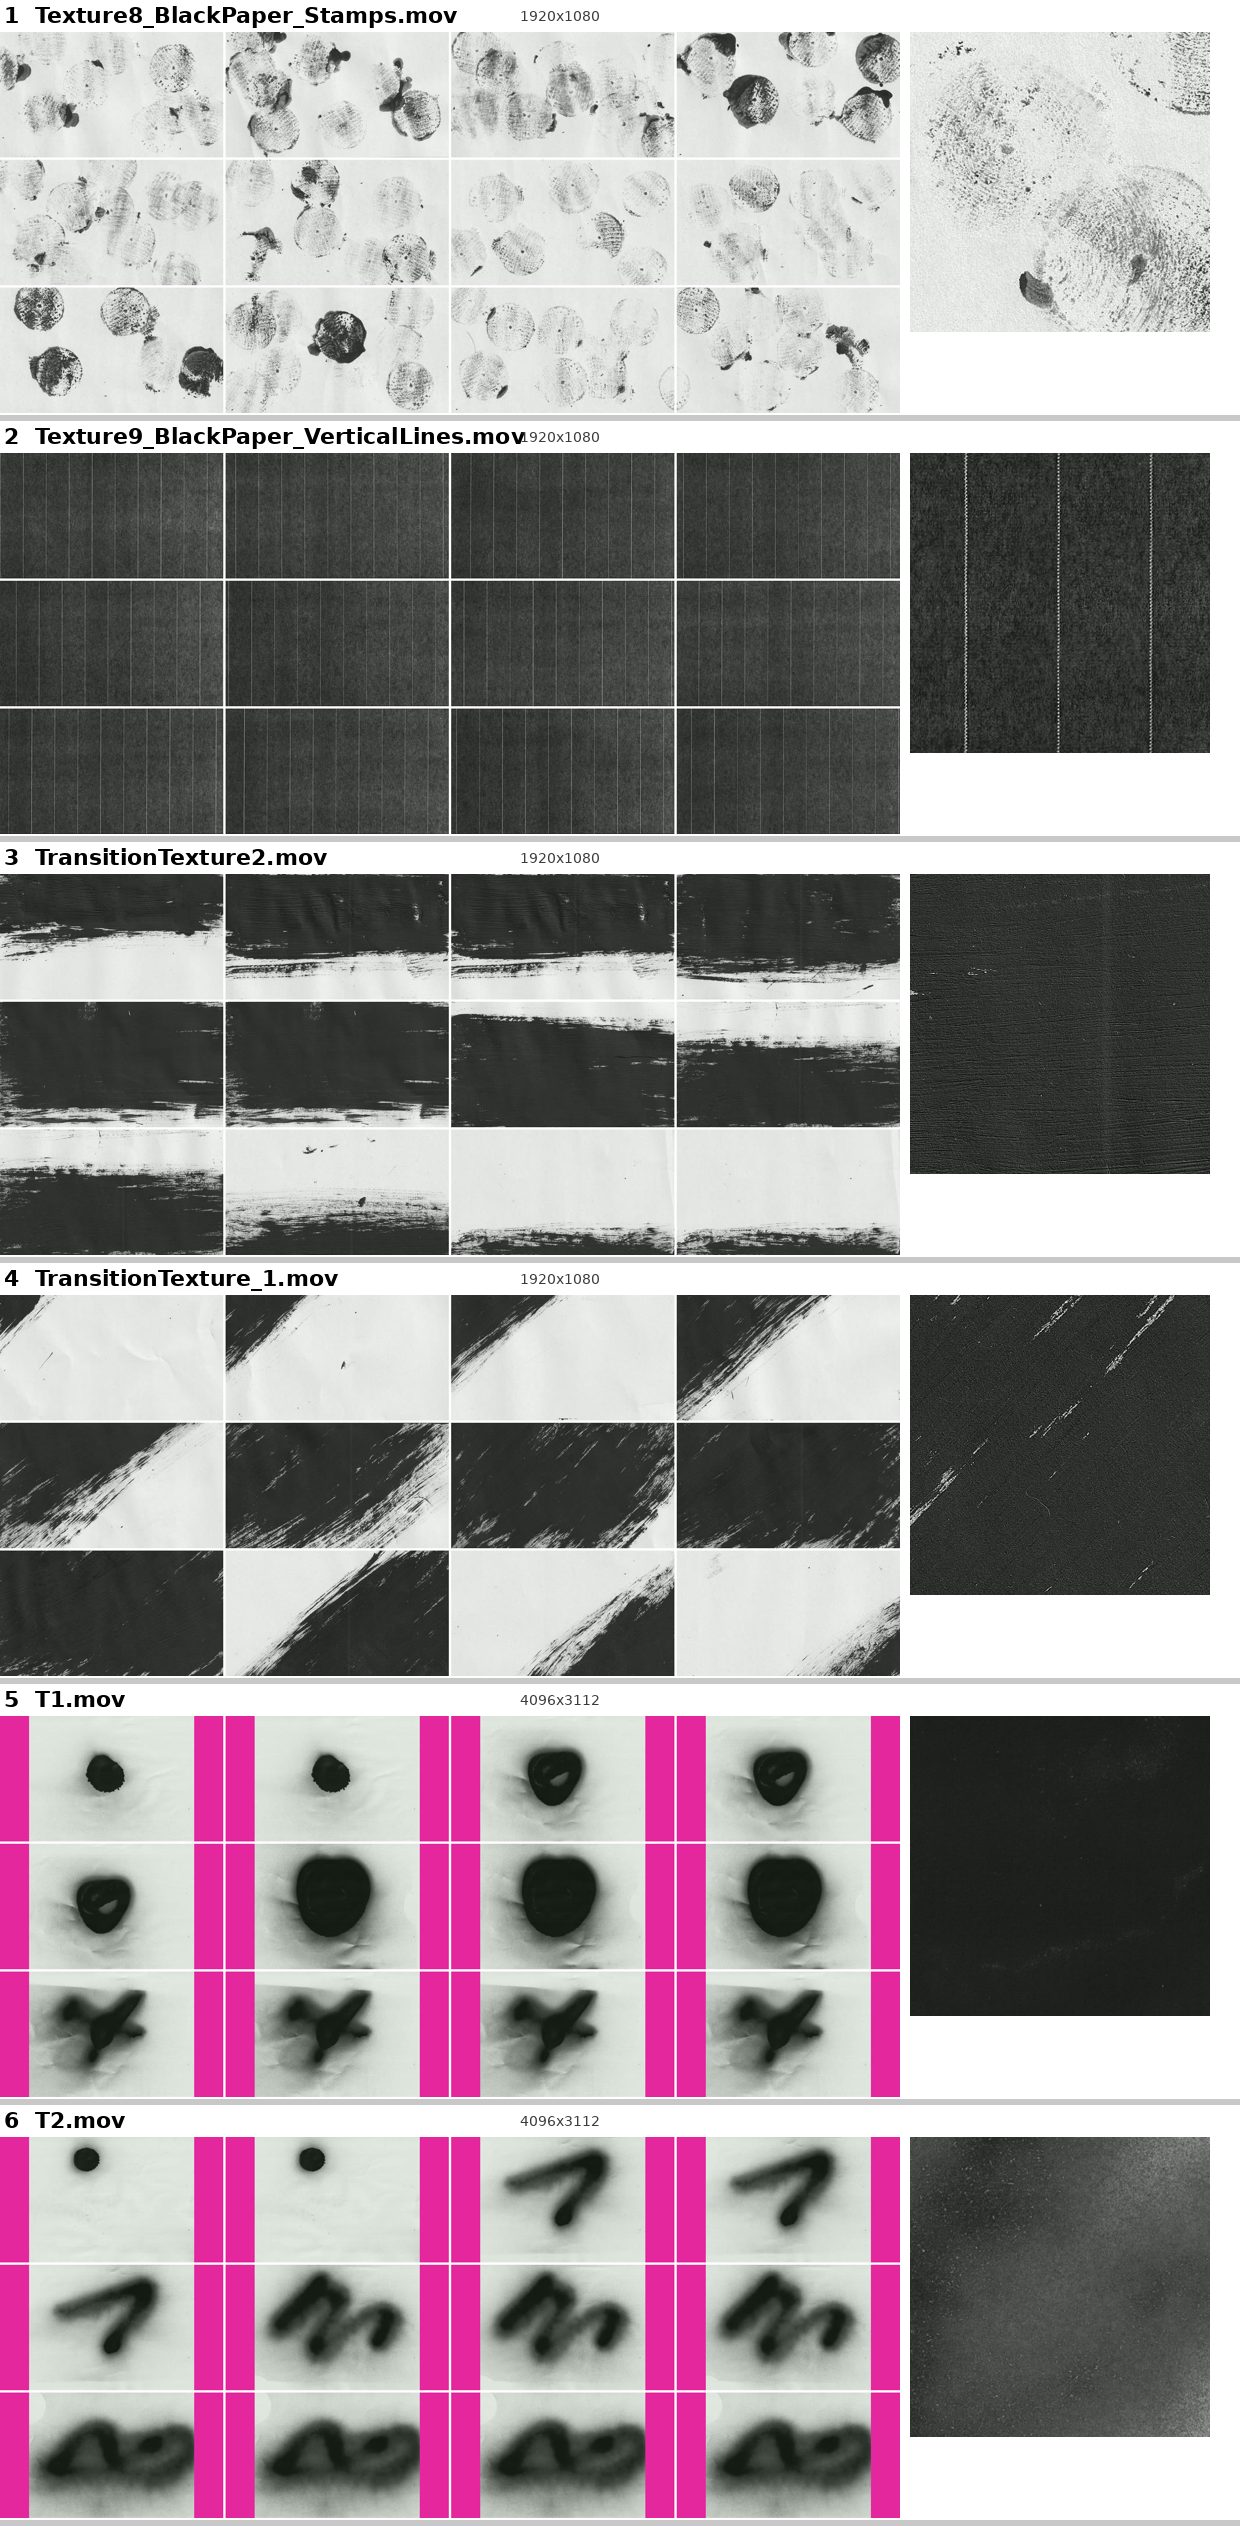 1 Texture8_BlackPaper_Stamps.mov 1920x1080
2 Texture9_BlackPaper_VerticalLines.mov 1920x1080
3 TransitionTexture2.mov 1920x1080
4 TransitionTexture_1.mov 1920x1080
5 T1.mov 4096x3112
6 T2.mov 4096x3112